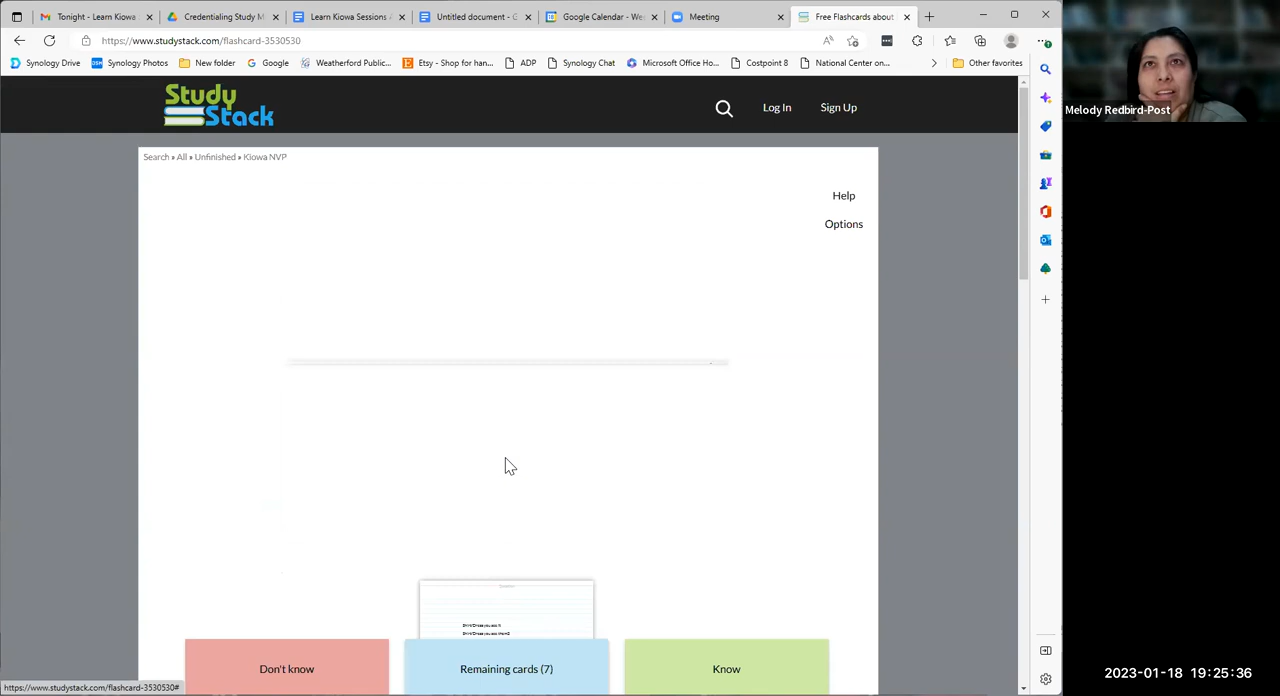 Tonight - Learn Kiowa
Credentialing Study M
Learn Kiowa Sessions
Untitled document - G
Google Calendar - We
Meeting
Free Flashcards about
https://www.studystack.com/flashcard-3530530
Synology Drive
Synology Photos
New folder
Google
Weatherford Public...
Etsy - Shop for han...
ADP
Synology Chat
Microsoft Office Ho...
Costpoint 8
National Center on...
Other favorites
Study
Stack
Log In
Sign Up
Melody Redbird-Post
Search » All » Unfinished » Kiowa NVP
Help
Options
Don't know
Remaining cards (7)
Know
https://www.studystack.com/flashcard-3530530#
2023-01-18 19:25:36